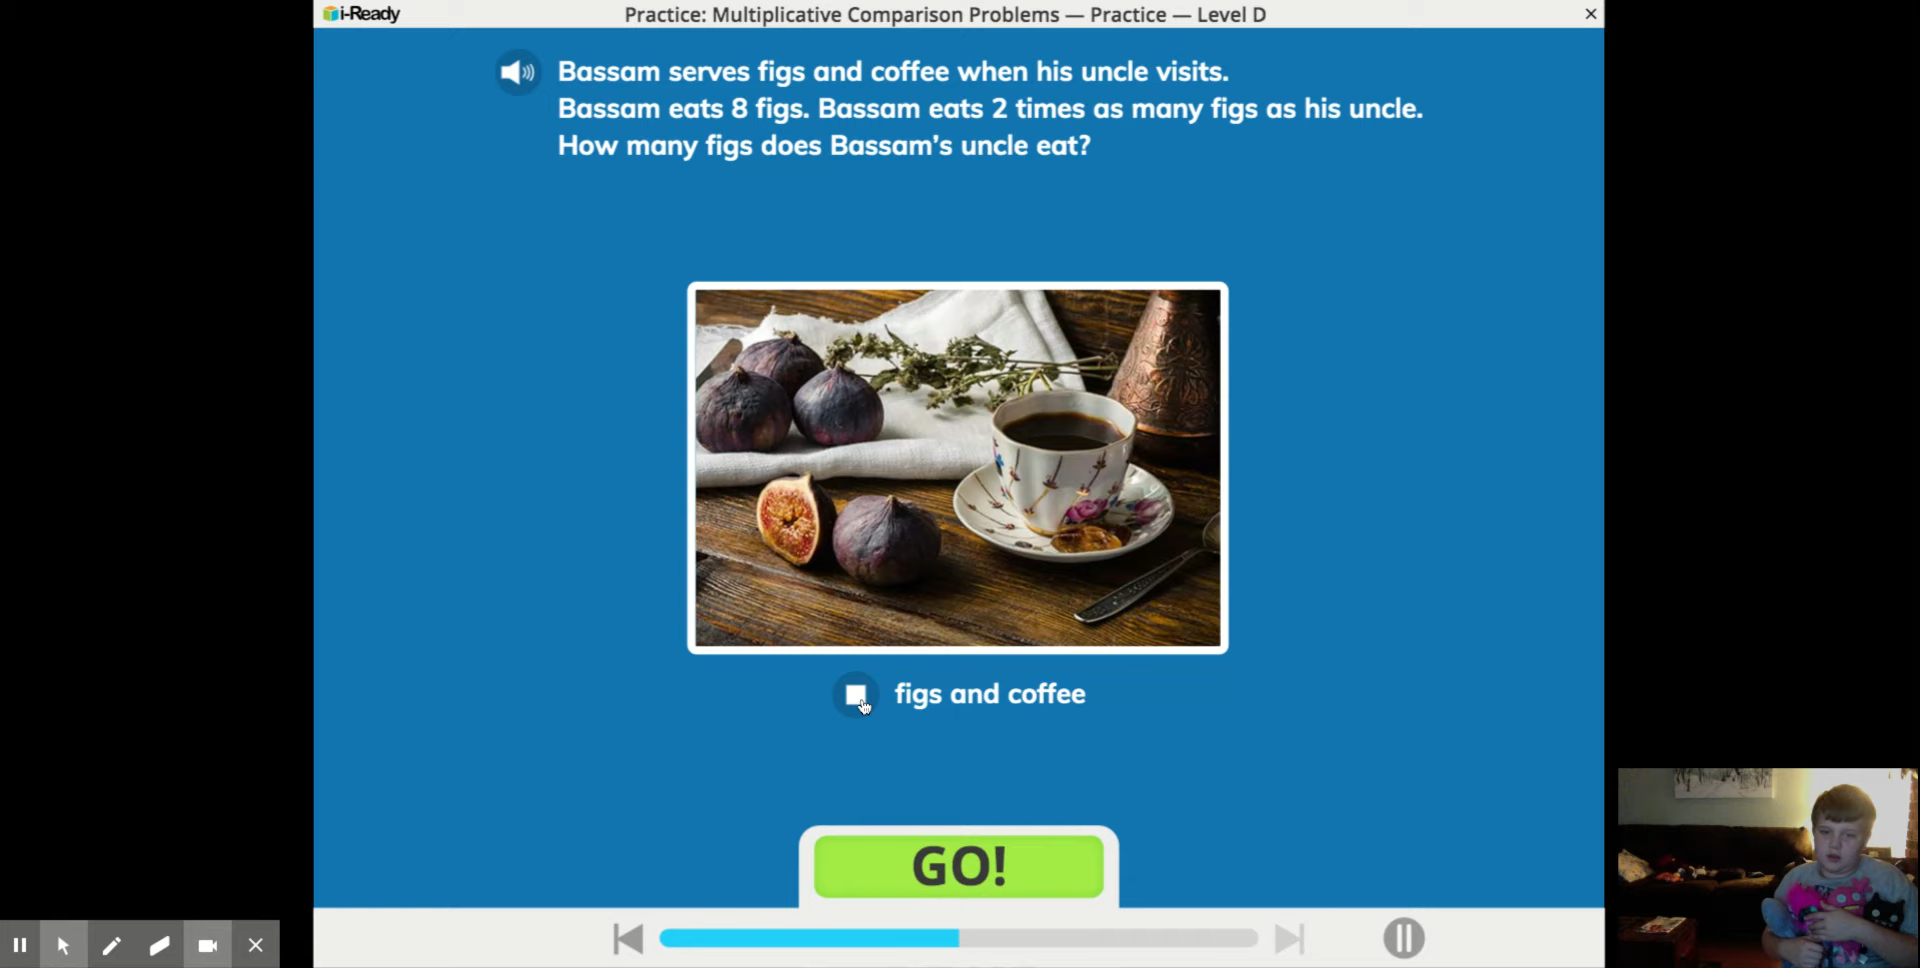 i-Ready
Practice: Multiplicative Comparison Problems — Practice — Level D
Bassam serves figs and coffee when his uncle visits.
Bassam eats 8 figs. Bassam eats 2 times as many figs as his uncle.
How many figs does Bassam's uncle eat?
figs and coffee
GO!